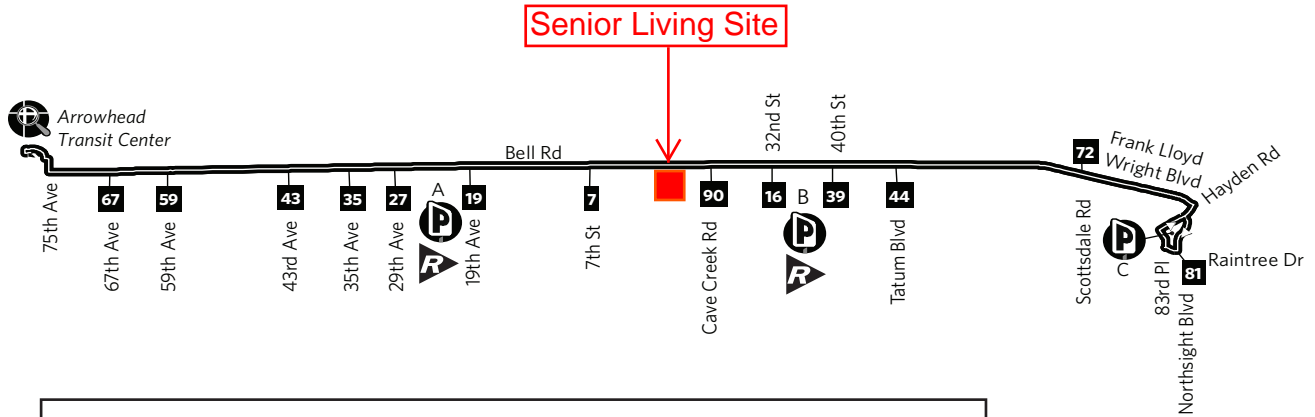 Senior Living Site
Arrowhead
Transit Center
Bell Rd
32nd St
40th St
72
Frank Lloyd
Wright Blvd
Hayden Rd
75th Ave
67
67th Ave
59
59th Ave
43
43rd Ave
35
35th Ave
27
29th Ave
A
P
R
19
19th Ave
7
7th St
90
Cave Creek Rd
16
B
P
R
39
44
Tatum Blvd
Scottsdale Rd
P
C
83rd Pl
81
Raintree Dr
Northsight Blvd